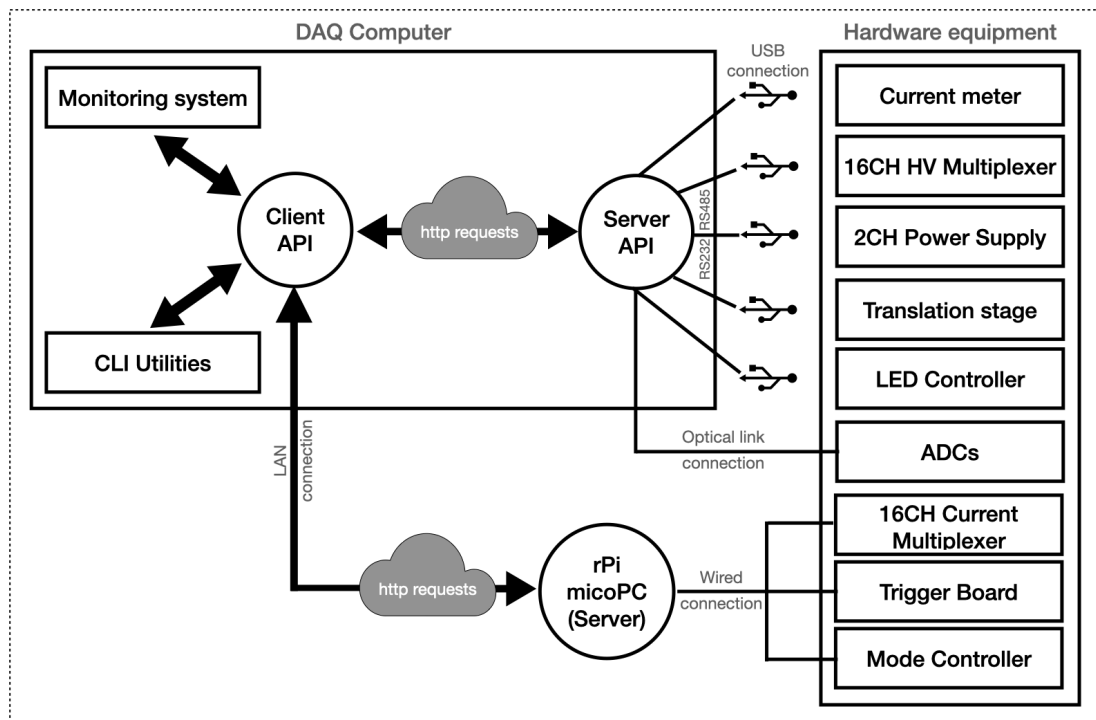 DAQ Computer
Hardware equipment
Monitoring system
CLI Utilities
Client
API
http requests
Server
API
RS232
RS485
USB
connection
Current meter
16CH HV Multiplexer
2CH Power Supply
Translation stage
LED Controller
Optical link
connection
ADCs
LAN
connection
http requests
rPi
micoPC
(Server)
Wired
connection
16CH Current
Multiplexer
Trigger Board
Mode Controller